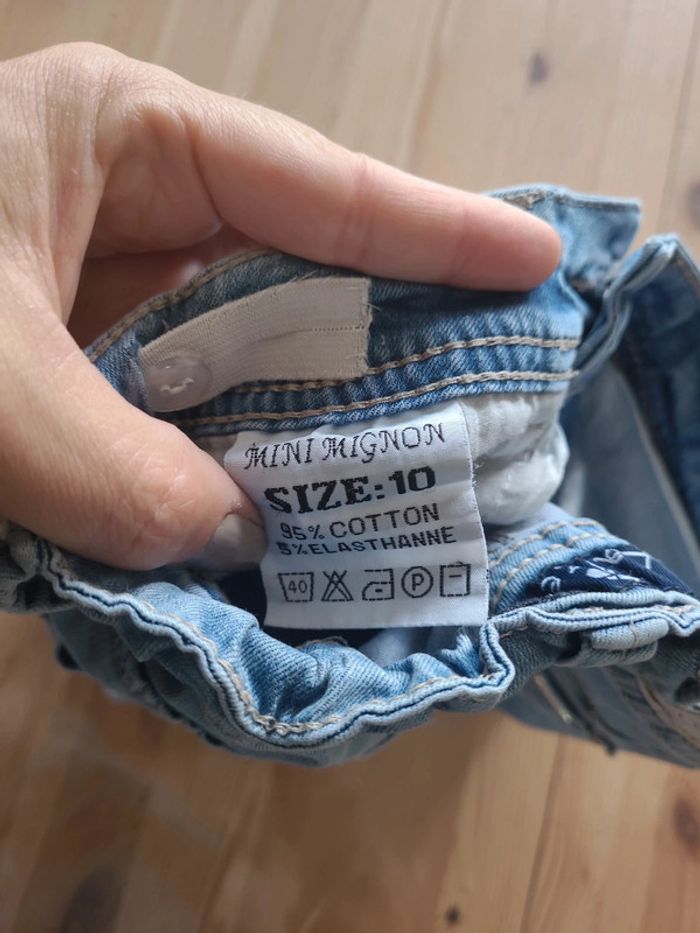 MINI MIGNON
SIZE:10
95% COTTON
5%ELASTHANNE
40 P